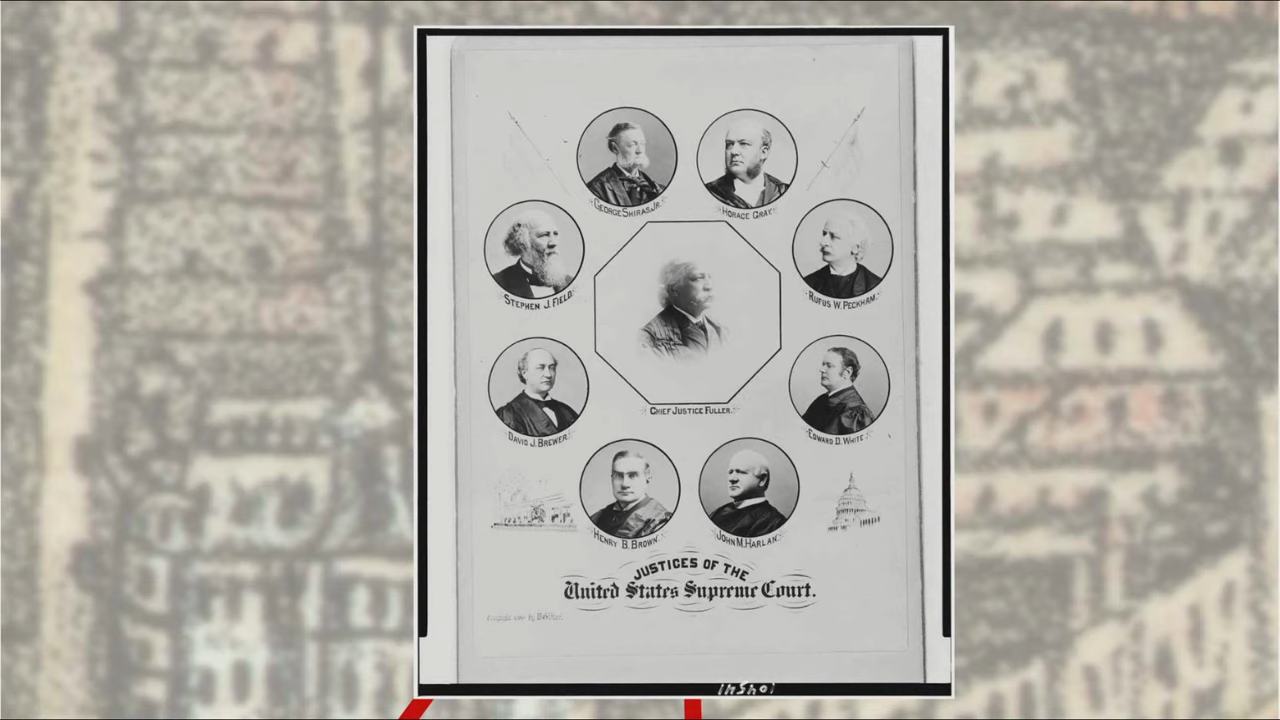 GEORGE SHIRAS, JR.
HORACE GRAY.
STEPHEN J. FIELD.
RUFUS W. PECKHAM.
CHIEF JUSTICE FULLER.
DAVID J. BREWER.
EDWARD D. WHITE.
HENRY B. BROWN.
JOHN M. HARLAN.
JUSTICES OF THE
United States Supreme Court.